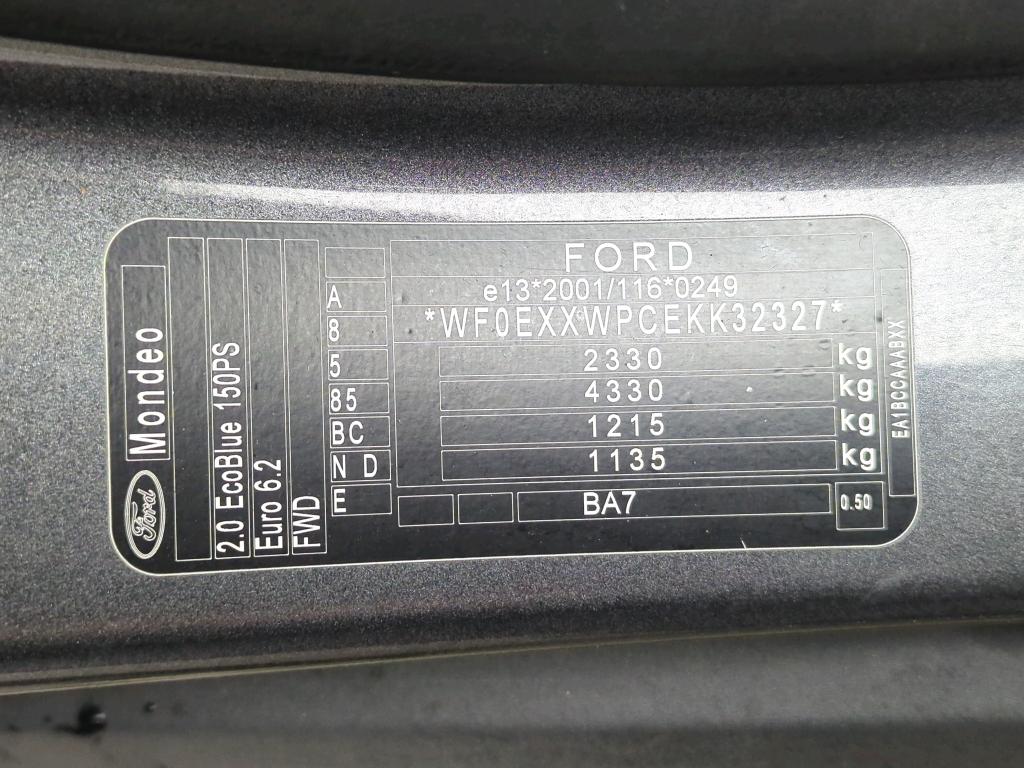 FORD
e13*2001/116*0249
*WF0EXXWPCEKK32327*
2330 kg
4330 kg
1215 kg
1135 kg
BA7 0.50
A
8
5
85
BC
N D
E
Ford Mondeo
2.0 EcoBlue 150PS
Euro 6.2
FWD
EA1BCCAAABXX